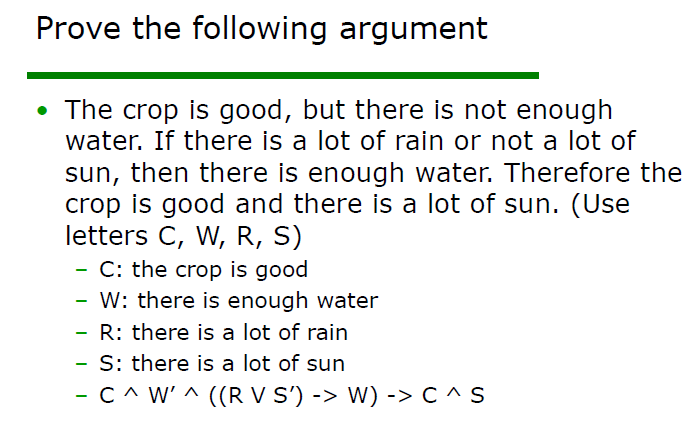 Prove the following argument
• The crop is good, but there is not enough
water. If there is a lot of rain or not a lot of
sun, then there is enough water. Therefore the
crop is good and there is a lot of sun. (Use
letters C, W, R, S)
– C: the crop is good
– W: there is enough water
– R: there is a lot of rain
– S: there is a lot of sun
– C ^ W’ ^ ((R V S’) -> W) -> C ^ S